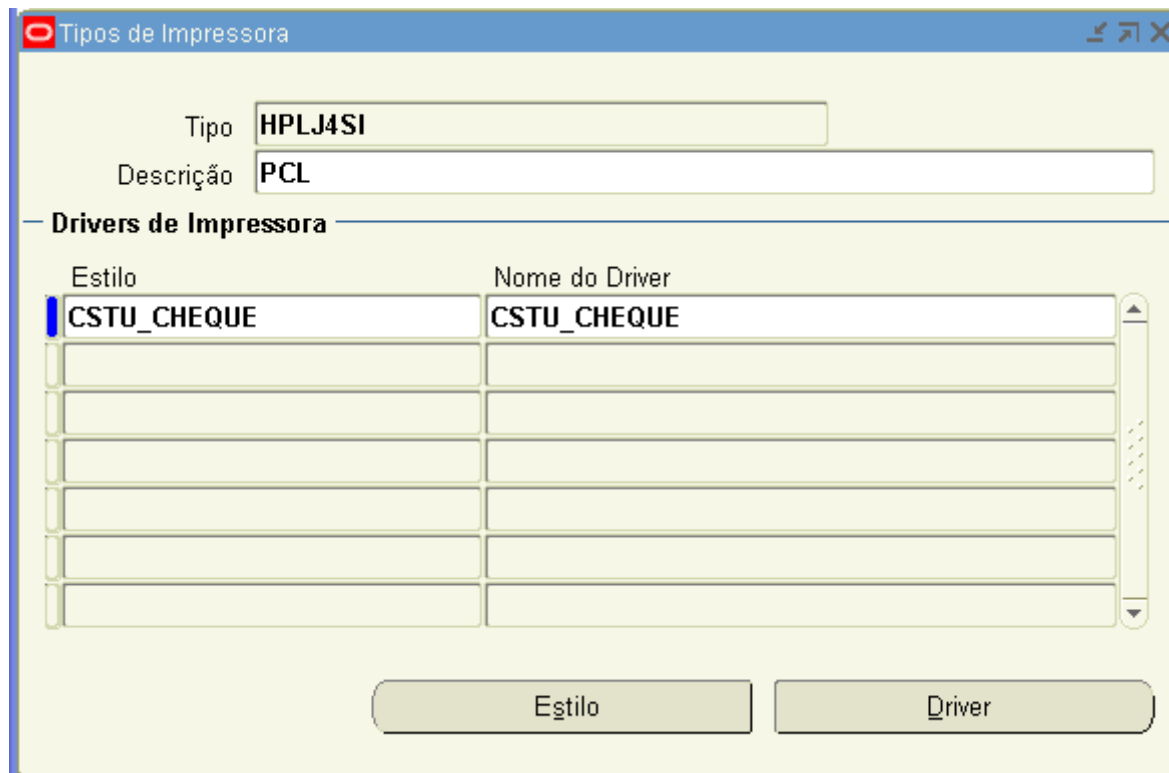 Tipos de Impressora
Tipo HPLJ4SI
Descrição PCL
Drivers de Impressora
Estilo Nome do Driver
CSTU_CHEQUE CSTU_CHEQUE
Estilo Driver